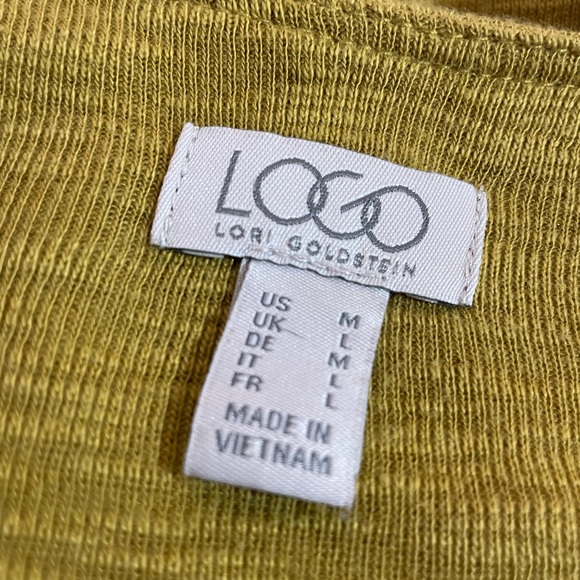 LOGO
LORI GOLDSTEIN
US M
UK L
DE M
IT L
FR L
MADE IN
VIETNAM